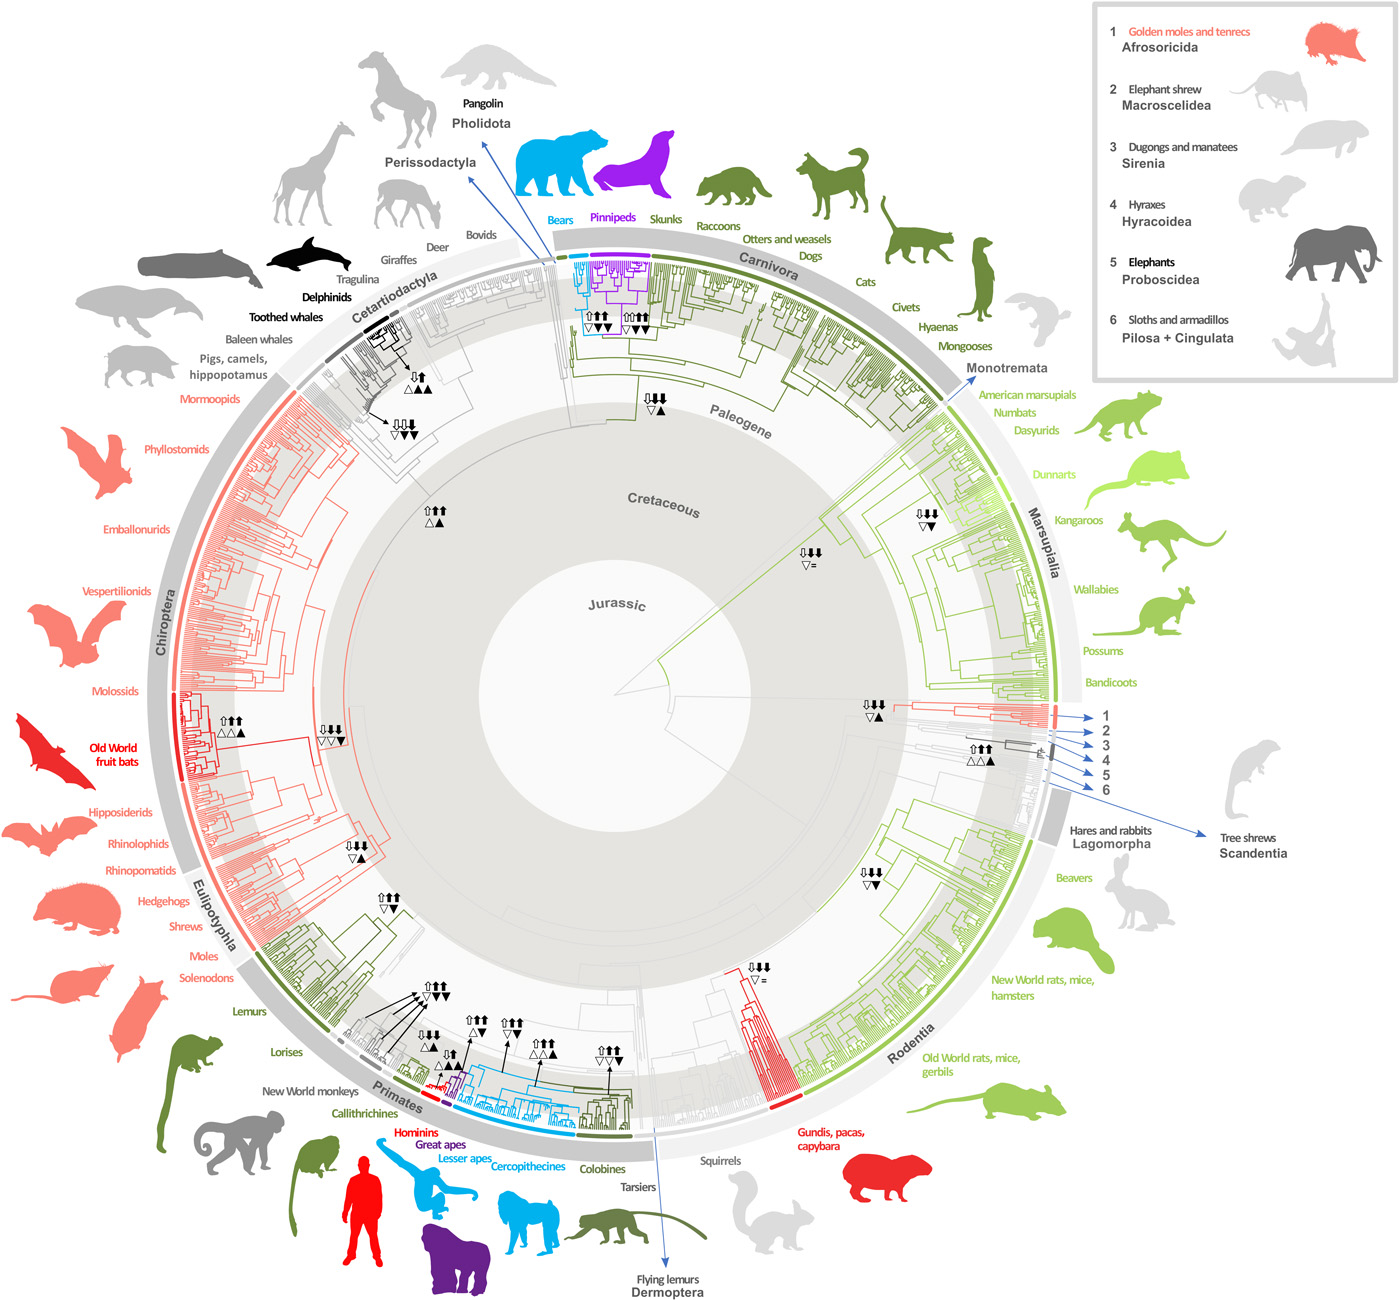 1 Golden moles and tenrecs
Afrosoricida
2 Elephant shrew
Macroscelidea
3 Dugongs and manatees
Sirenia
4 Hyraxes
Hyracoidea
5 Elephants
Proboscidea
6 Sloths and armadillos
Pilosa + Cingulata
Pangolin
Pholidota
Perissodactyla
Bears
Pinnipeds
Skunks
Raccoons
Otters and weasels
Dogs
Cats
Civets
Hyaenas
Mongooses
Carnivora
Monotremata
Bovids
Deer
Giraffes
Tragulina
Delphinids
Toothed whales
Baleen whales
Pigs, camels,
hippopotamus
Cetartiodactyla
Mormoopids
Phyllostomids
Emballonurids
Vespertilionids
Molossids
Old World
fruit bats
Hipposiderids
Rhinolophids
Rhinopomatids
Chiroptera
Hedgehogs
Shrews
Moles
Solenodons
Eulipotyphla
Lemurs
Lorises
New World monkeys
Callithrichines
Hominins
Great apes
Lesser apes
Cercopithecines
Colobines
Tarsiers
Primates
Flying lemurs
Dermoptera
Squirrels
Gundis, pacas,
capybara
Old World rats, mice,
gerbils
New World rats, mice,
hamsters
Beavers
Rodentia
Hares and rabbits
Lagomorpha
Tree shrews
Scandentia
1
2
3
4
5
6
American marsupials
Numbats
Dasyurids
Dunnarts
Kangaroos
Wallabies
Possums
Bandicoots
Marsupialia
Paleogene
Cretaceous
Jurassic
=
=